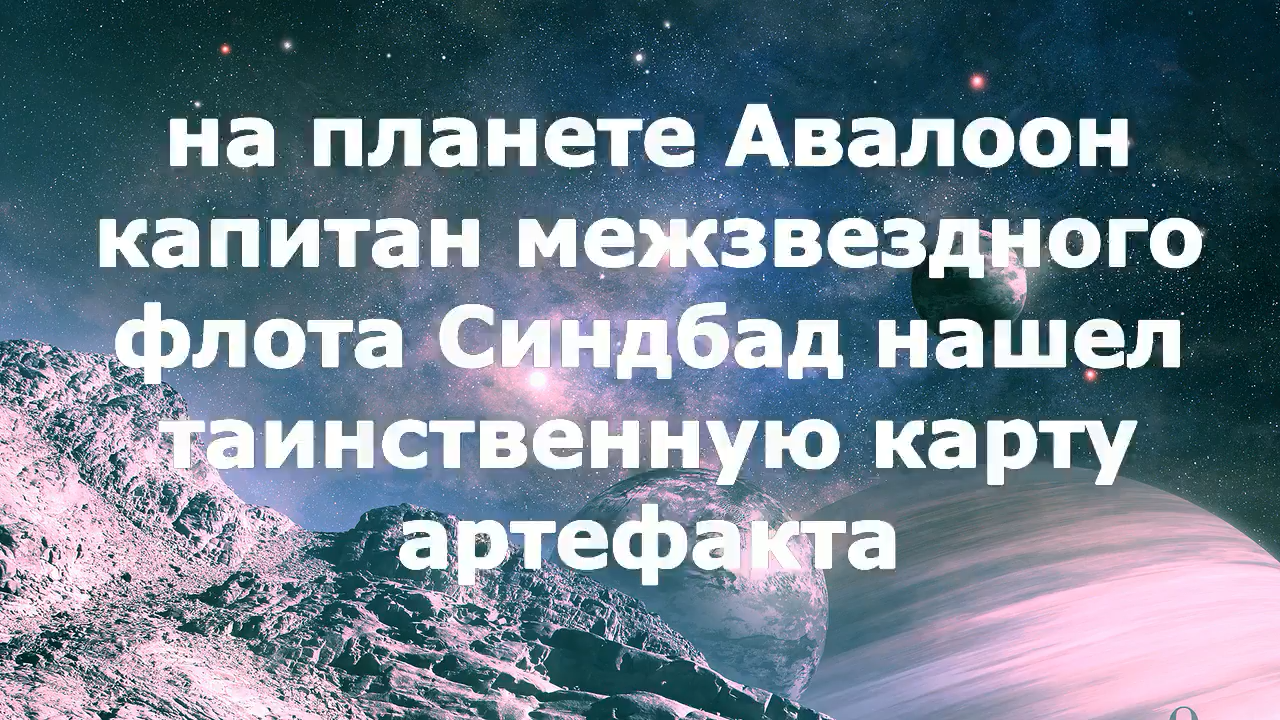 на планете Авалоон
капитан межзвездного
флота Синдбад нашел
таинственную карту
артефакта